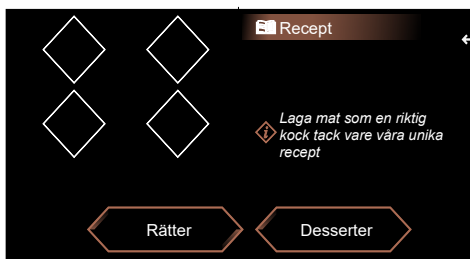 Recept
Laga mat som en riktig
kock tack vare våra unika
recept
Rätter
Desserter